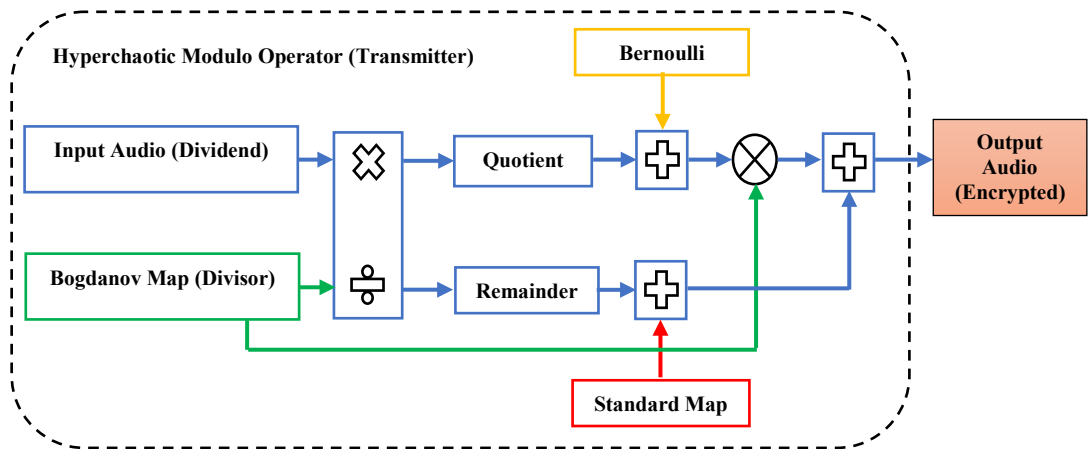 Hyperchaotic Modulo Operator (Transmitter)
Bernoulli
Input Audio (Dividend)
Quotient
Output
Audio
(Encrypted)
Bogdanov Map (Divisor)
Remainder
Standard Map